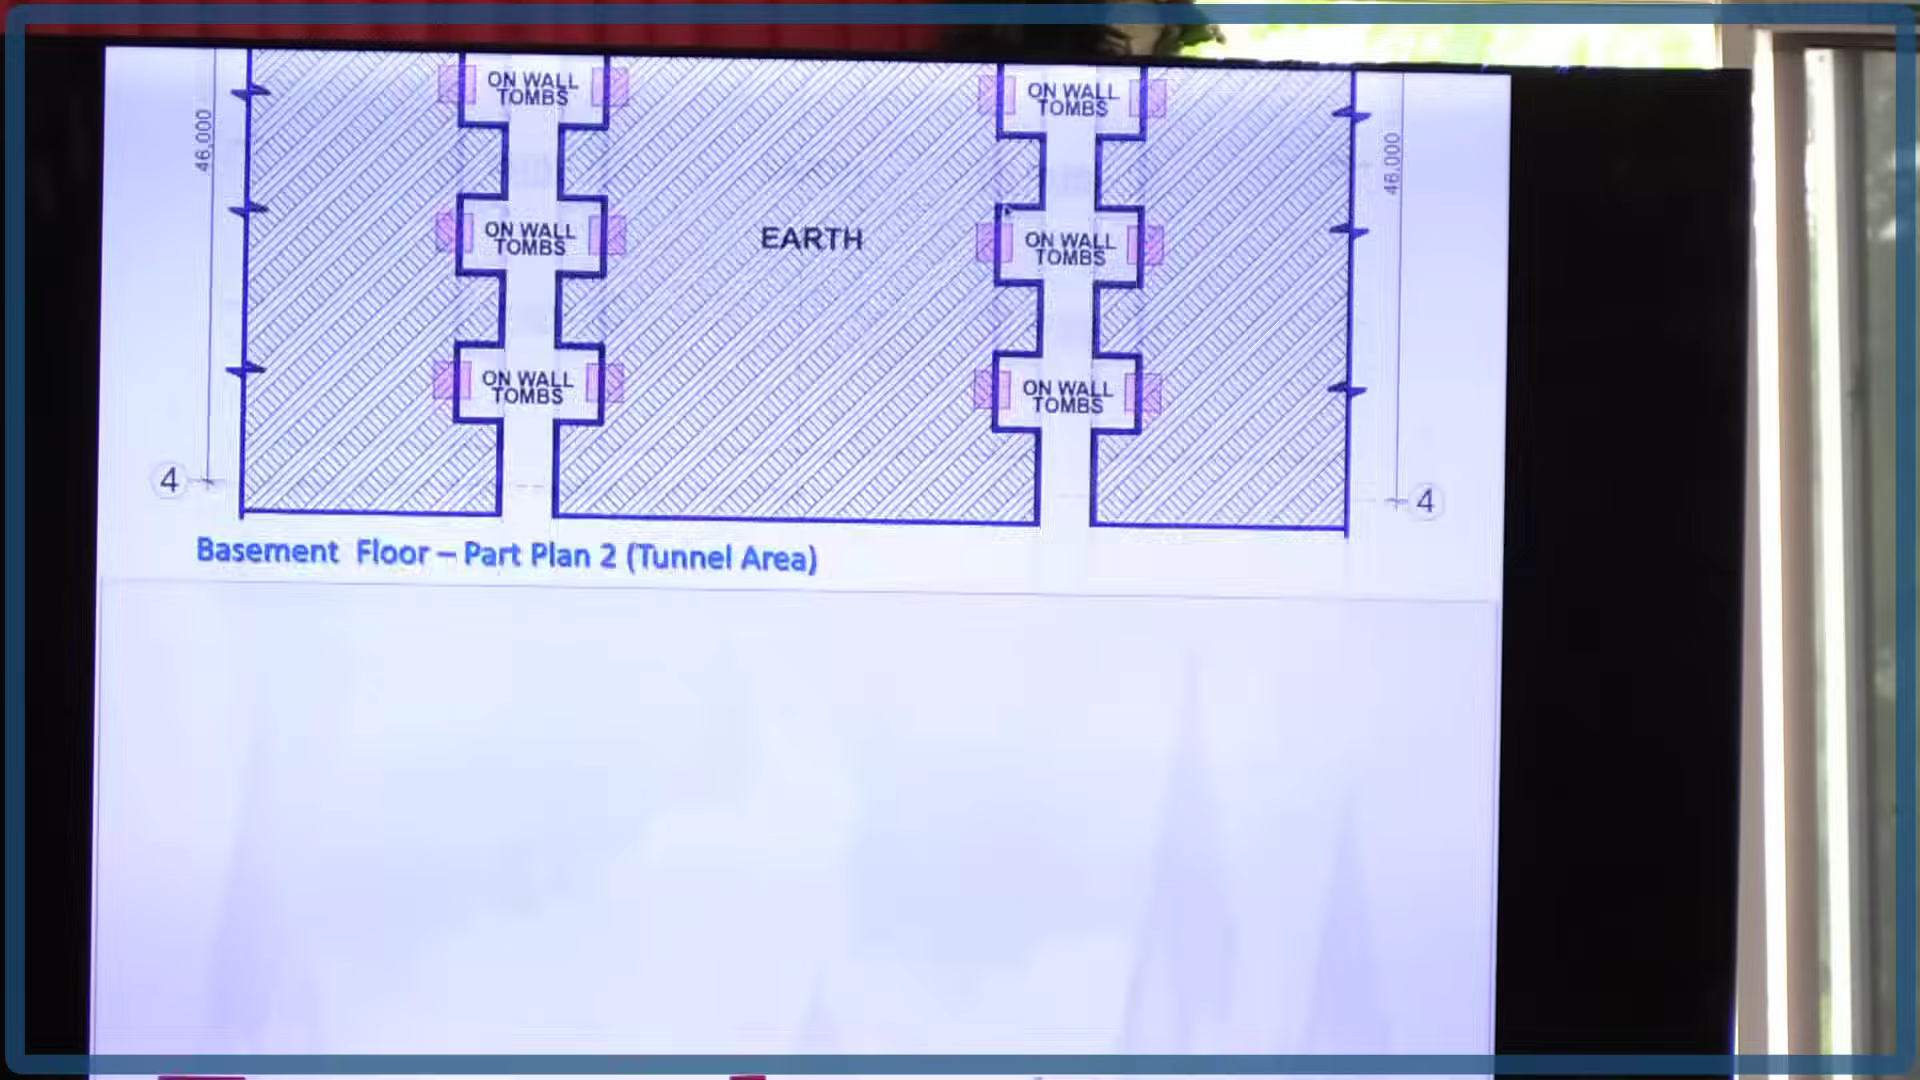 ON WALL
TOMBS
ON WALL
TOMBS
46,000
46,000
ON WALL
TOMBS
EARTH
ON WALL
TOMBS
ON WALL
TOMBS
ON WALL
TOMBS
4
4
Basement Floor – Part Plan 2 (Tunnel Area)